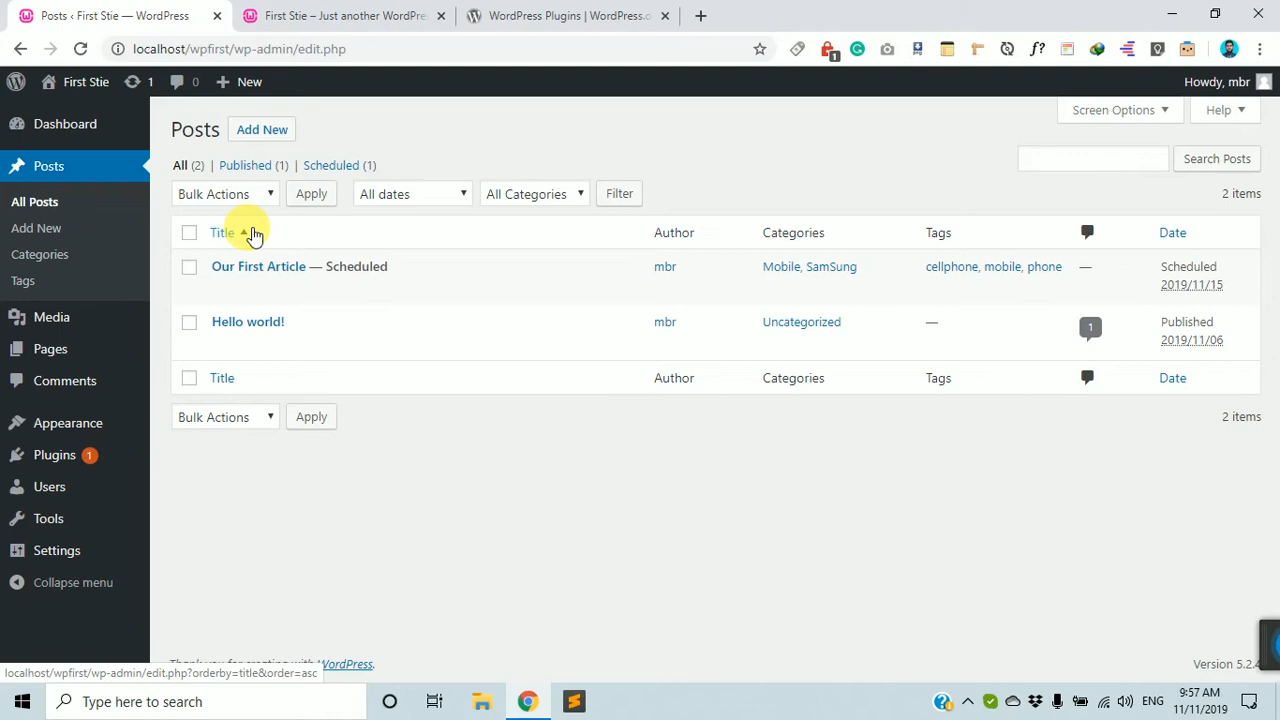 Posts ‹ First Stie — WordPress
First Stie – Just another WordPre
WordPress Plugins | WordPress.o
localhost/wpfirst/wp-admin/edit.php
1
First Stie 1 0 New
Howdy, mbr
Dashboard
Posts
All Posts
Add New
Categories
Tags
Media
Pages
Comments
Appearance
Plugins 1
Users
Tools
Settings
Collapse menu
Screen Options Help
Posts Add New
All (2) | Published (1) | Scheduled (1)
Search Posts
Bulk Actions Apply All dates All Categories Filter 2 items
Title Author Categories Tags Date
Our First Article — Scheduled mbr Mobile, SamSung cellphone, mobile, phone — Scheduled
2019/11/15
Hello world! mbr Uncategorized — 1 Published
2019/11/06
Title Author Categories Tags Date
Bulk Actions Apply 2 items
WordPress.
localhost/wpfirst/wp-admin/edit.php?orderby=title&order=asc
Version 5.2.4
Type here to search
ENG
9:57 AM
11/11/2019